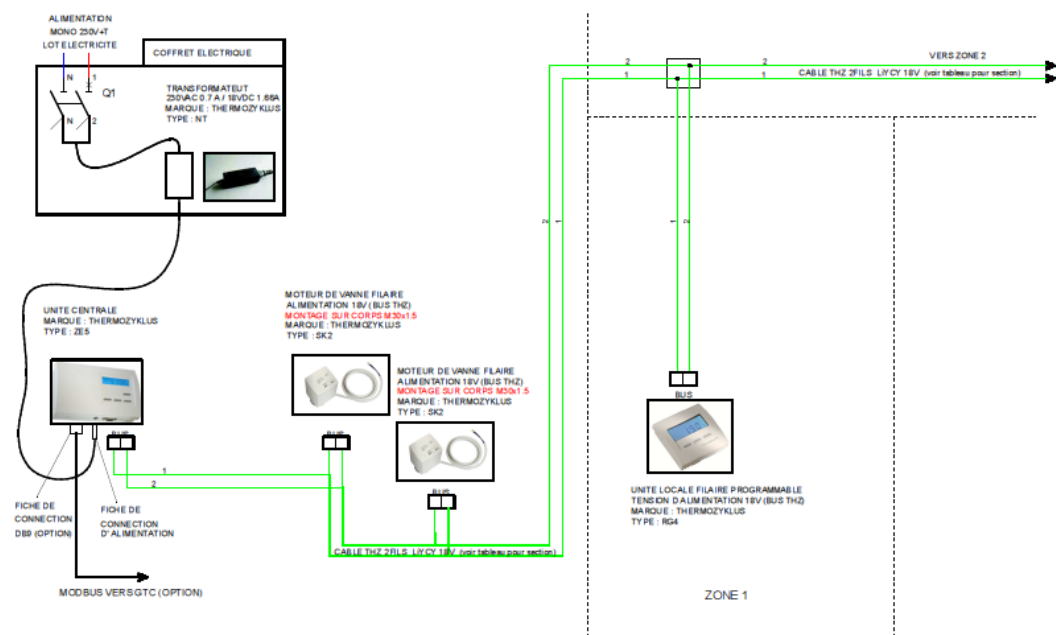 ALIMENTATION
MONO 230V+T
LOT ELECTRICITE
COFFRET ELECTRIQUE
N
1
Q1
N
2
TRANSFORMATEUT
230VAC 0.7 A / 18VDC 1.66A
MARQUE : THERMOZYKLUS
TYPE : NT
2
1
2
1
VERS ZONE 2
CABLE THZ 2FILS LiYCY 18V (voir tableau pour section)
2
1
1
2
UNITE CENTRALE
MARQUE : THERMOZYKLUS
TYPE : ZE5
MOTEUR DE VANNE FILAIRE
ALIMENTATION 18V (BUS THZ)
MONTAGE SUR CORPS M30x1.5
MARQUE : THERMOZYKLUS
TYPE : SK2
MOTEUR DE VANNE FILAIRE
ALIMENTATION 18V (BUS THZ)
MONTAGE SUR CORPS M30x1.5
MARQUE : THERMOZYKLUS
TYPE : SK2
BUS
BUS
BUS
BUS
1
2
FICHE DE
CONNECTION
DB9 (OPTION)
FICHE DE
CONNECTION
D'ALIMENTATION
CABLE THZ 2FILS LiYCY 18V (voir tableau pour section)
MODBUS VERS GTC (OPTION)
UNITE LOCALE FILAIRE PROGRAMMABLE
TENSION D'ALIMENTATION 18V (BUS THZ)
MARQUE : THERMOZYKLUS
TYPE : RG4
ZONE 1